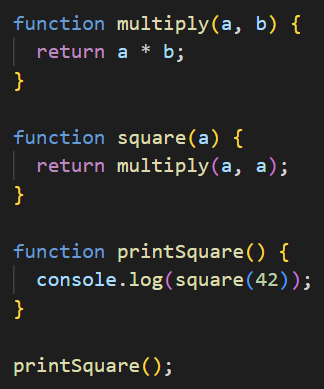 function multiply(a, b) {
  return a * b;
}

function square(a) {
  return multiply(a, a);
}

function printSquare() {
  console.log(square(42));
}

printSquare();